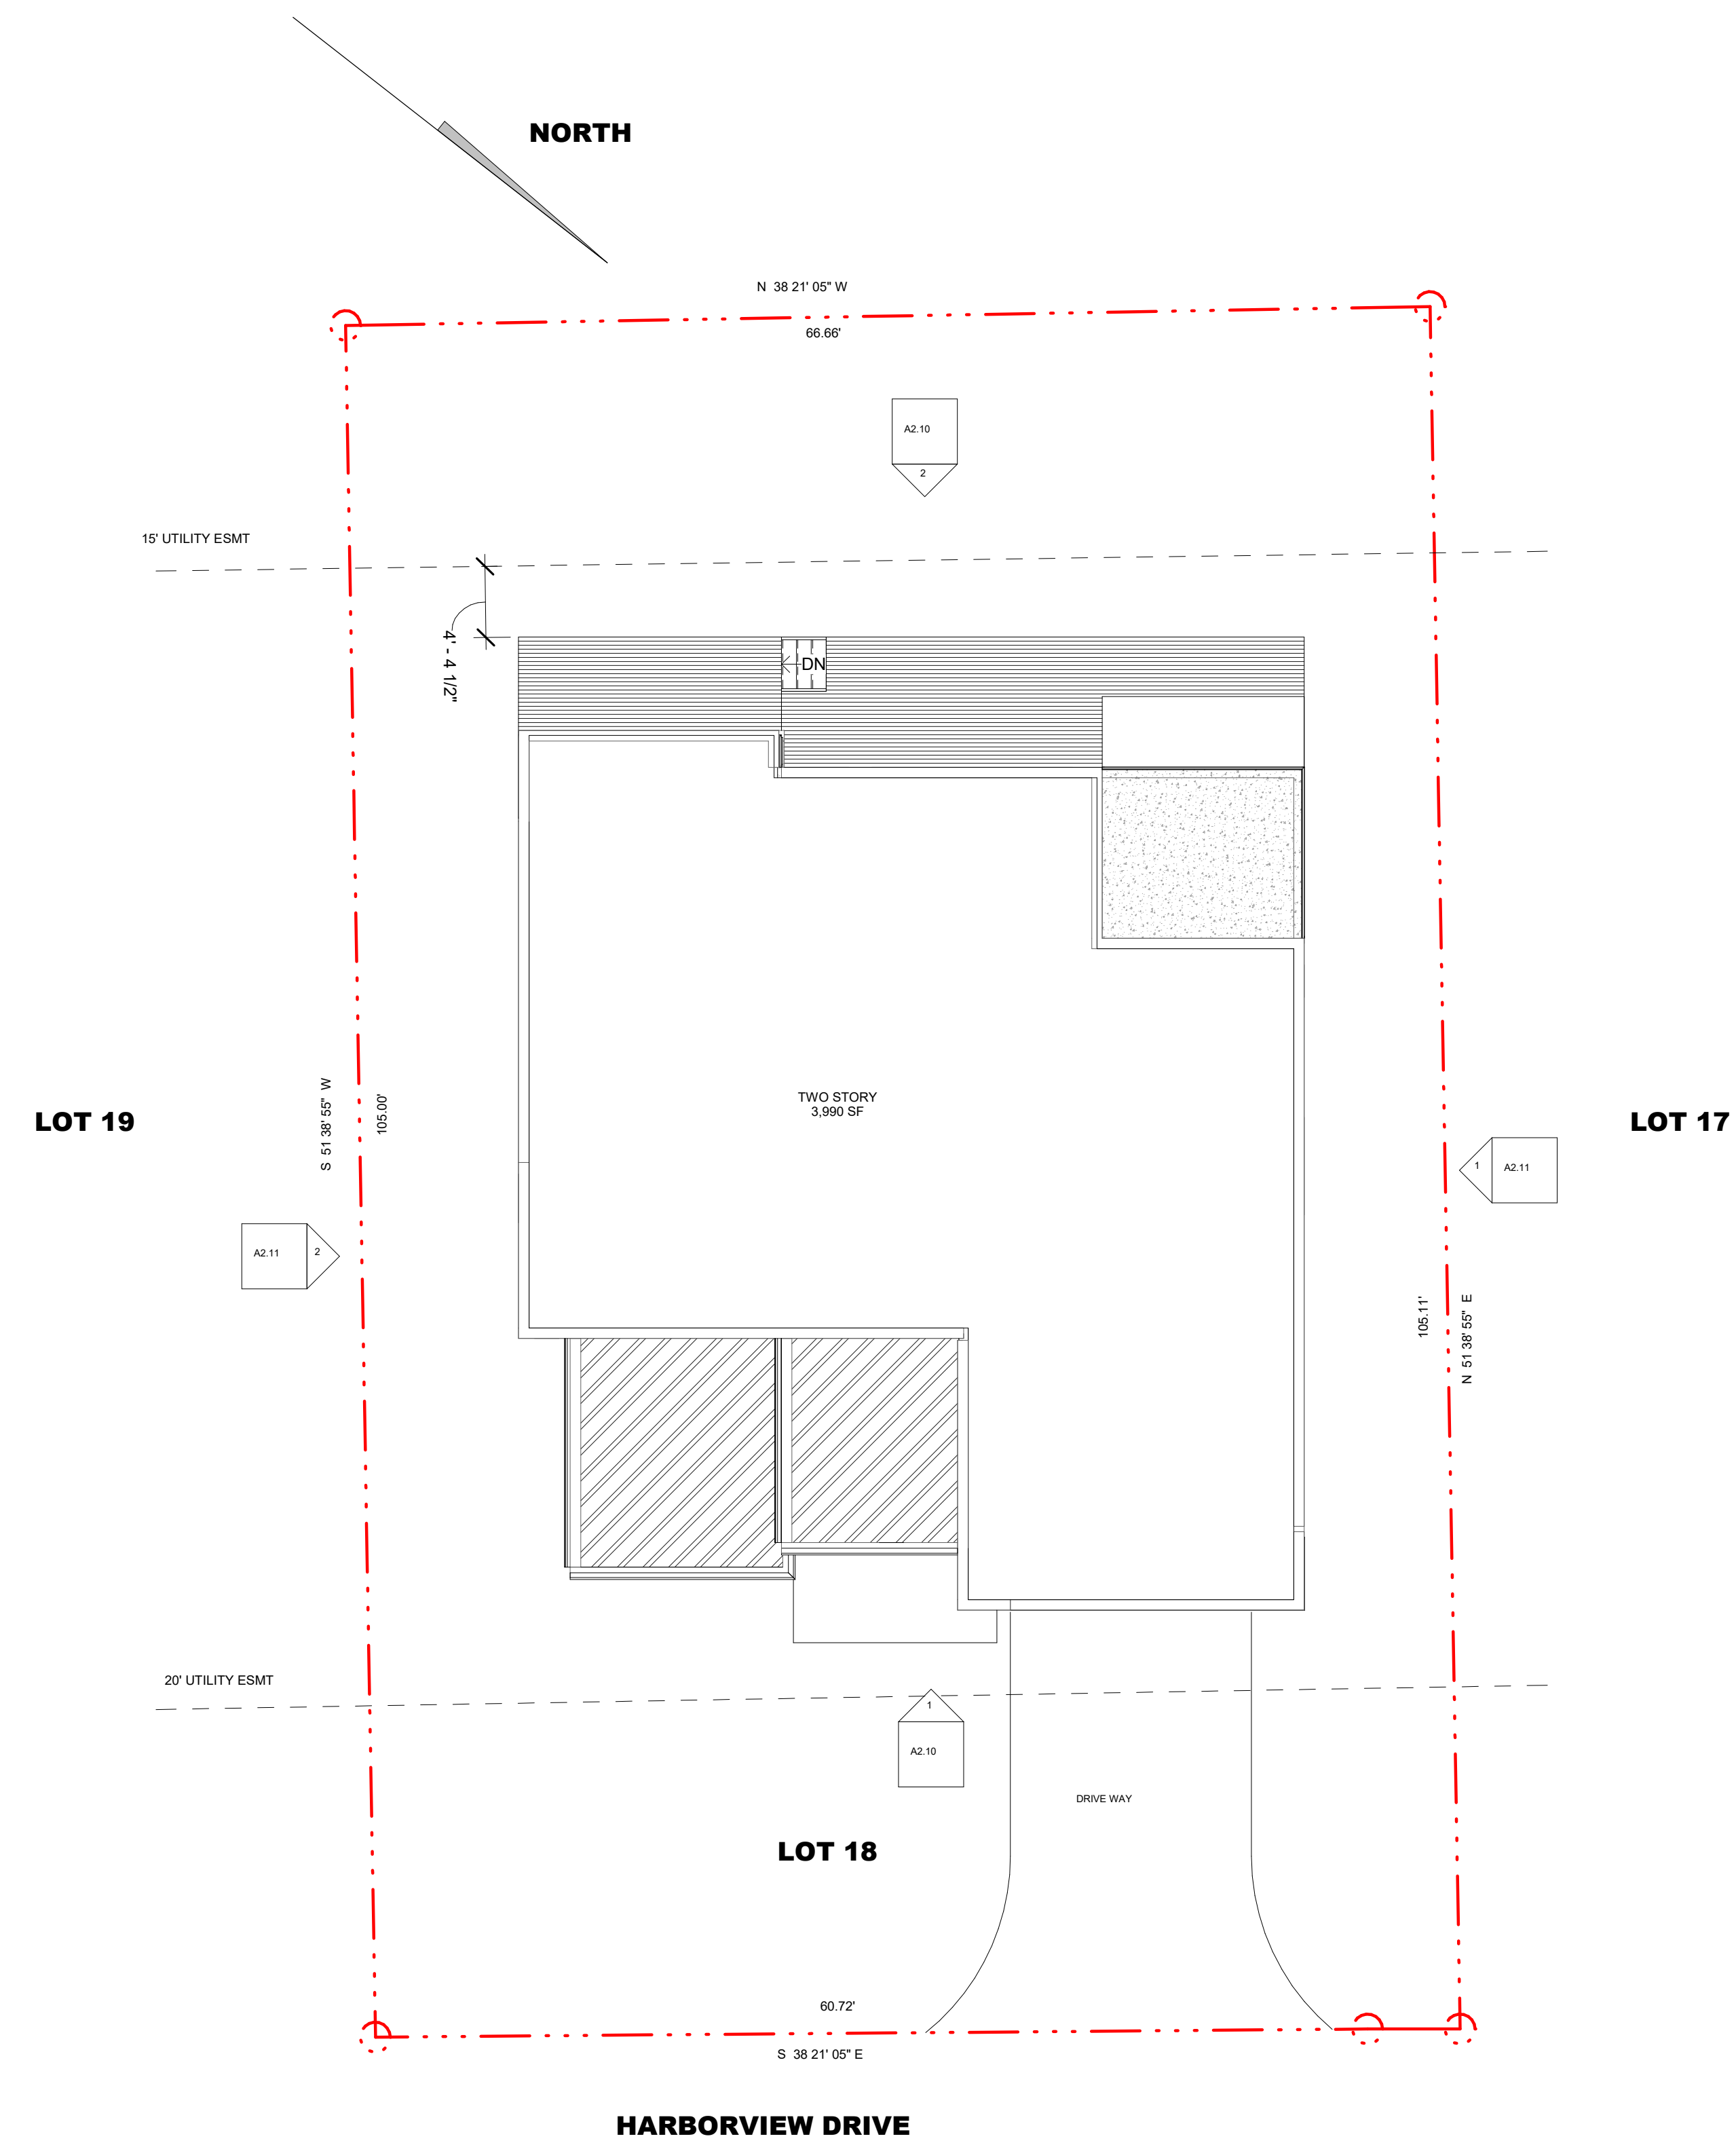 NORTH
N 38 21' 05" W
66.66'
A2.10
2
15' UTILITY ESMT
4' - 4 1/2"
DN
TWO STORY
3,990 SF
LOT 19
S 51 38' 55" W
105.00'
LOT 17
1
A2.11
A2.11
2
105.11'
N 51 38' 55" E
20' UTILITY ESMT
1
A2.10
DRIVE WAY
LOT 18
60.72'
S 38 21' 05" E
HARBORVIEW DRIVE